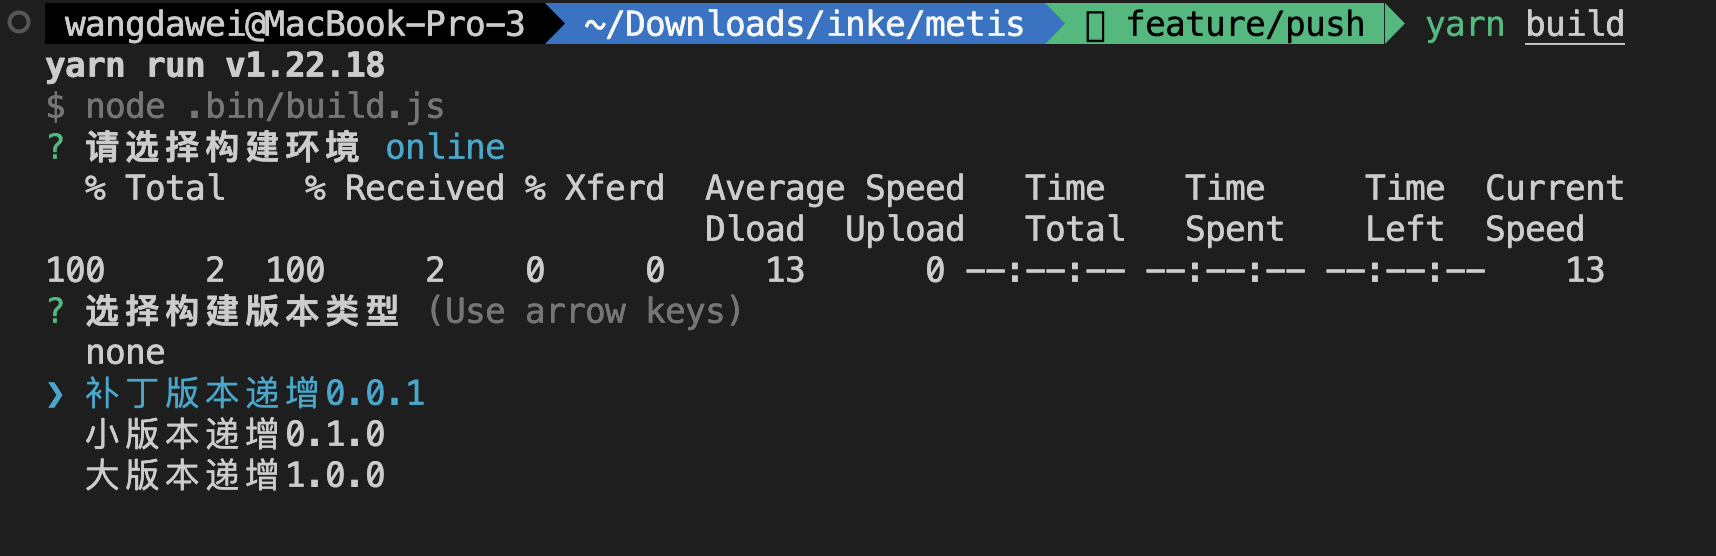 wangdawei@MacBook-Pro-3 ~/Downloads/inke/metis feature/push yarn build
yarn run v1.22.18
$ node .bin/build.js
? 请选择构建环境 online
% Total % Received % Xferd Average Speed Time Time Time Current
Dload Upload Total Spent Left Speed
100 2 100 2 0 0 13 0 --:--:-- --:--:-- --:--:-- 13
? 选择构建版本类型 (Use arrow keys)
none
❯ 补丁版本递增0.0.1
小版本递增0.1.0
大版本递增1.0.0